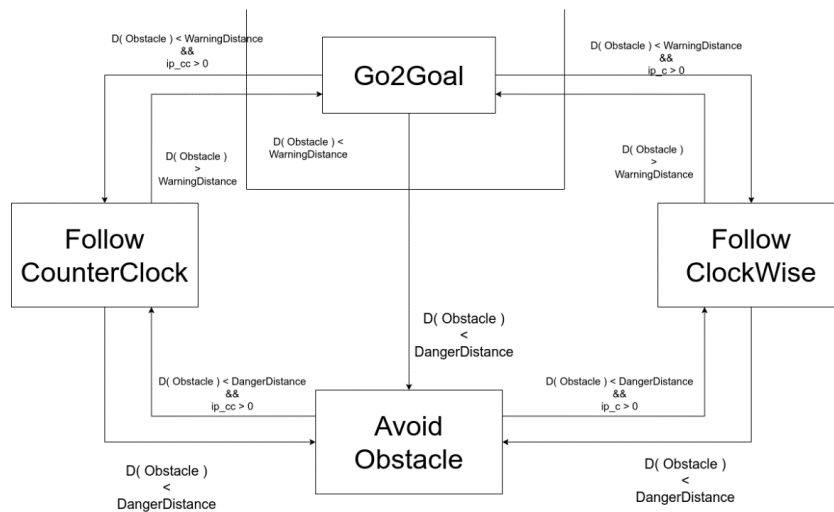 D( Obstacle ) < WarningDistance
&&
ip_cc > 0
Go2Goal
D( Obstacle ) < WarningDistance
&&
ip_c > 0
D( Obstacle )
>
WarningDistance
D( Obstacle ) <
WarningDistance
D( Obstacle )
>
WarningDistance
Follow
CounterClock
Follow
ClockWise
D( Obstacle )
<
DangerDistance
D( Obstacle ) < DangerDistance
&&
ip_cc > 0
D( Obstacle ) < DangerDistance
&&
ip_c > 0
Avoid
Obstacle
D( Obstacle )
<
DangerDistance
D( Obstacle )
<
DangerDistance